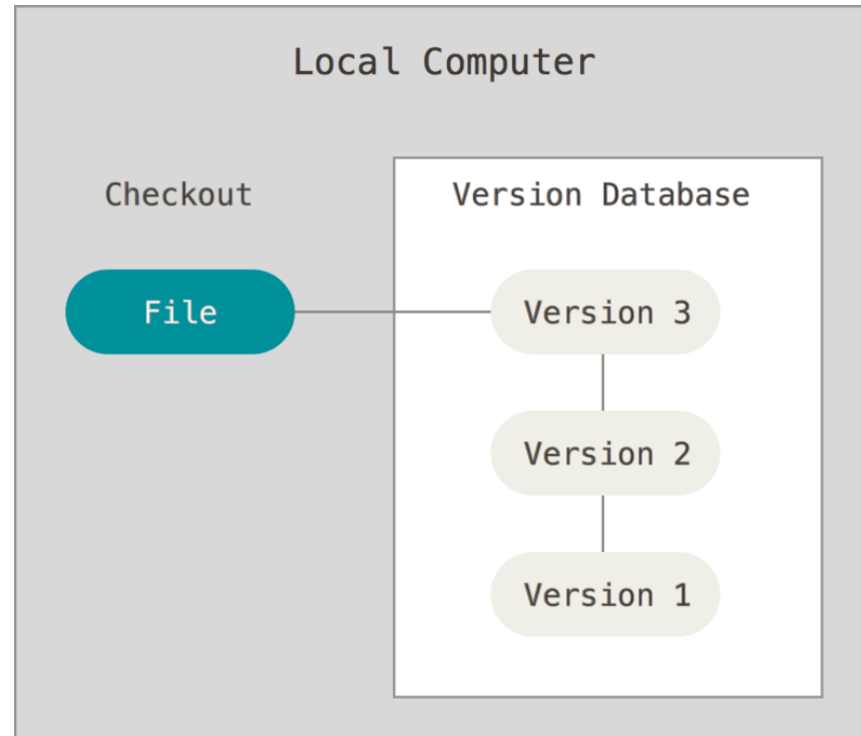 Local Computer
Checkout
Version Database
File
Version 3
Version 2
Version 1